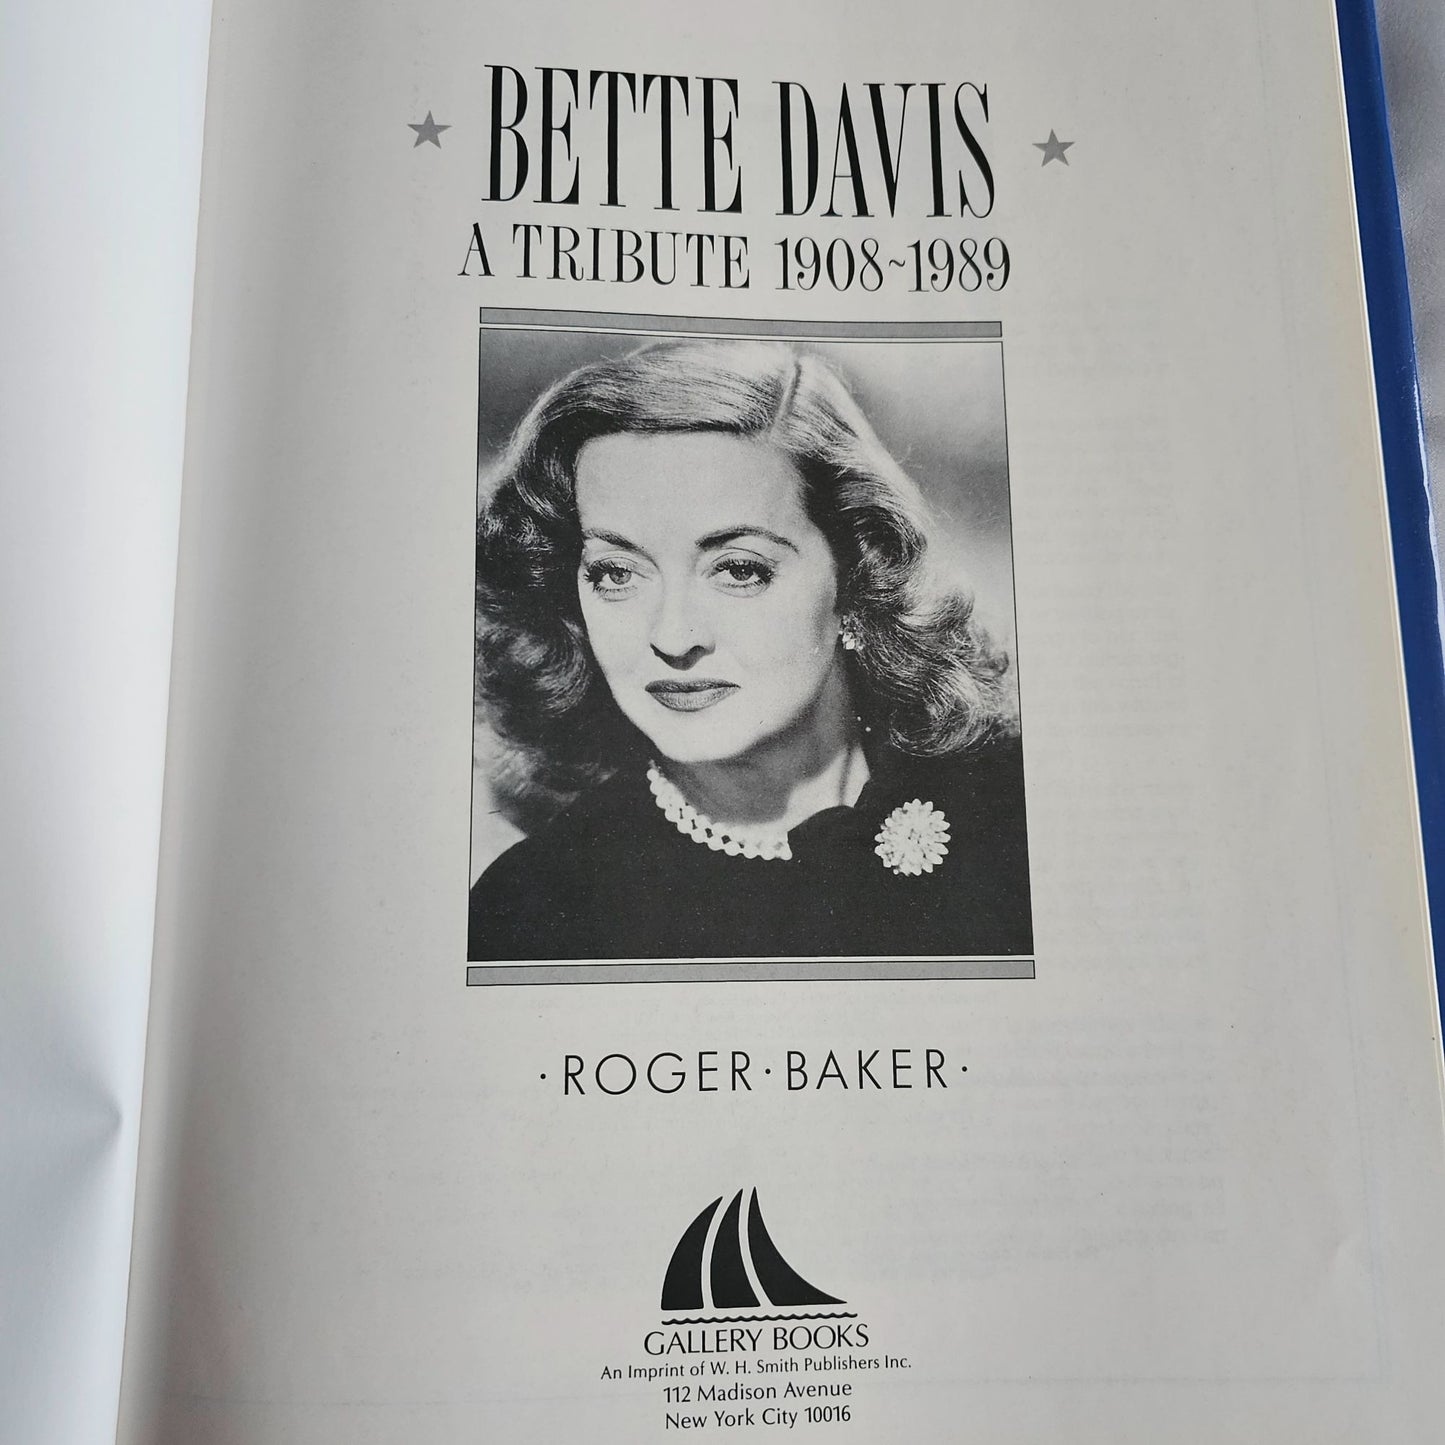 BETTE DAVIS
A TRIBUTE 1908~1989
·ROGER·BAKER·
GALLERY BOOKS
An Imprint of W. H. Smith Publishers Inc.
112 Madison Avenue
New York City 10016